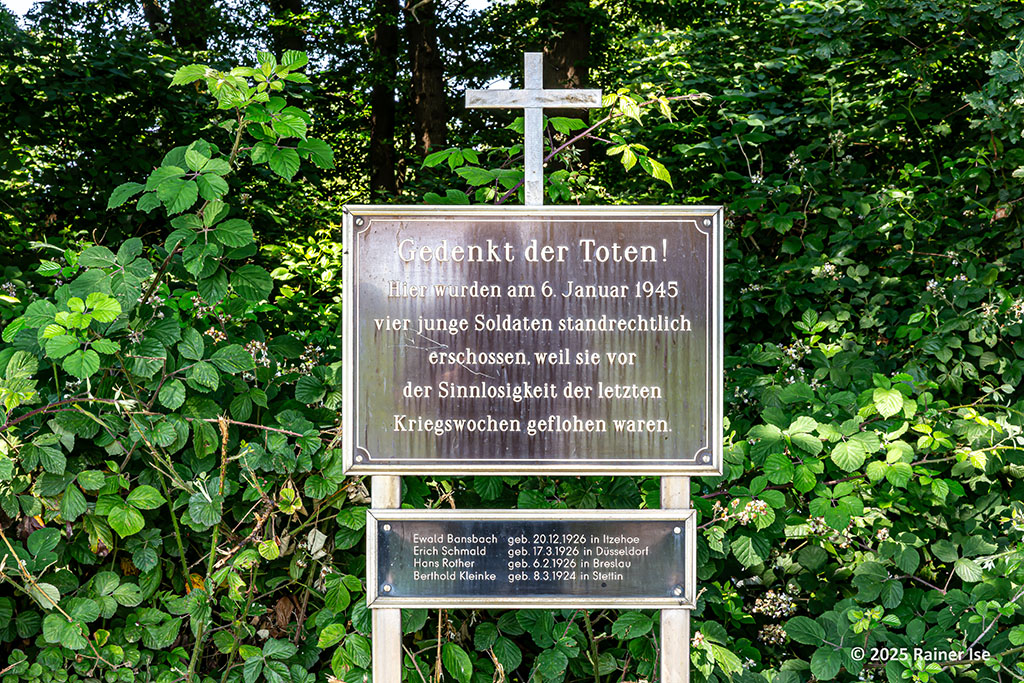 Gedenkt der Toten!
Hier wurden am 6. Januar 1945
vier junge Soldaten standrechtlich
erschossen, weil sie vor
der Sinnlosigkeit der letzten
Kriegswochen geflohen waren.
Ewald Bansbach geb. 20.12.1926 in Itzehoe
Erich Schmald geb. 17.3.1926 in Düsseldorf
Hans Rother geb. 6.2.1926 in Breslau
Berthold Kleinke geb. 8.3.1924 in Stettin
© 2025 Rainer Ise